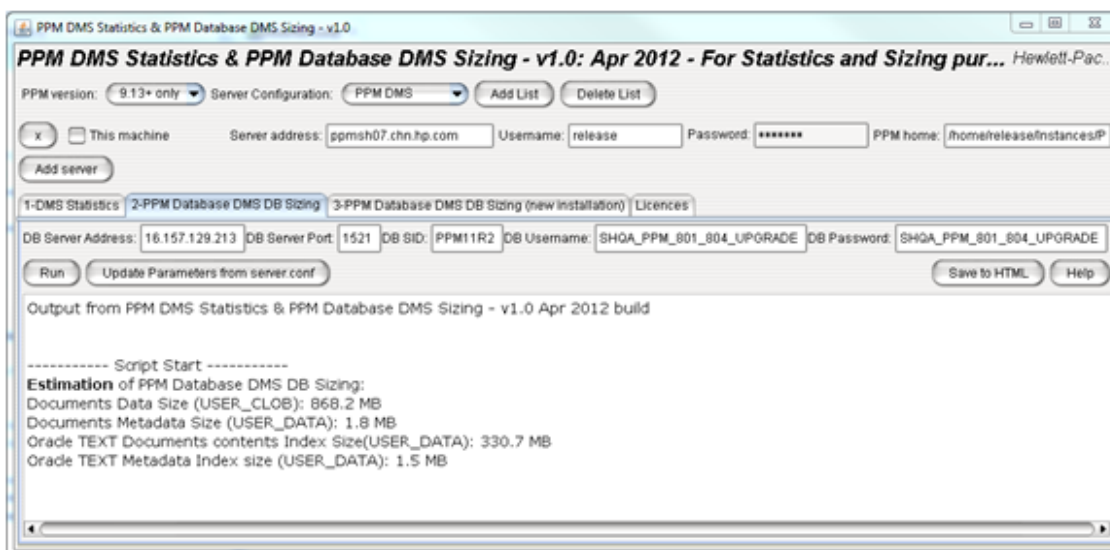 PPM DMS Statistics & PPM Database DMS Sizing - v1.0
PPM DMS Statistics & PPM Database DMS Sizing - v1.0: Apr 2012 - For Statistics and Sizing pur... Hewlett-Pac...
PPM version: 9.13+ only Server Configuration: PPM DMS Add List Delete List
x This machine Server address: ppmsh07.chn.hp.com Username: release Password: ******* PPM home: /home/release/Instances/P
Add server
1-DMS Statistics 2-PPM Database DMS DB Sizing 3-PPM Database DMS DB Sizing (new installation) Licences
DB Server Address: 16.157.129.213 DB Server Port: 1521 DB SID: PPM11R2 DB Username: SHQA_PPM_801_804_UPGRADE DB Password: SHQA_PPM_801_804_UPGRADE
Run Update Parameters from server.conf Save to HTML Help
Output from PPM DMS Statistics & PPM Database DMS Sizing - v1.0 Apr 2012 build
----------- Script Start -----------
Estimation of PPM Database DMS DB Sizing:
Documents Data Size (USER_CLOB): 868.2 MB
Documents Metadata Size (USER_DATA): 1.8 MB
Oracle TEXT Documents contents Index Size(USER_DATA): 330.7 MB
Oracle TEXT Metadata Index size (USER_DATA): 1.5 MB